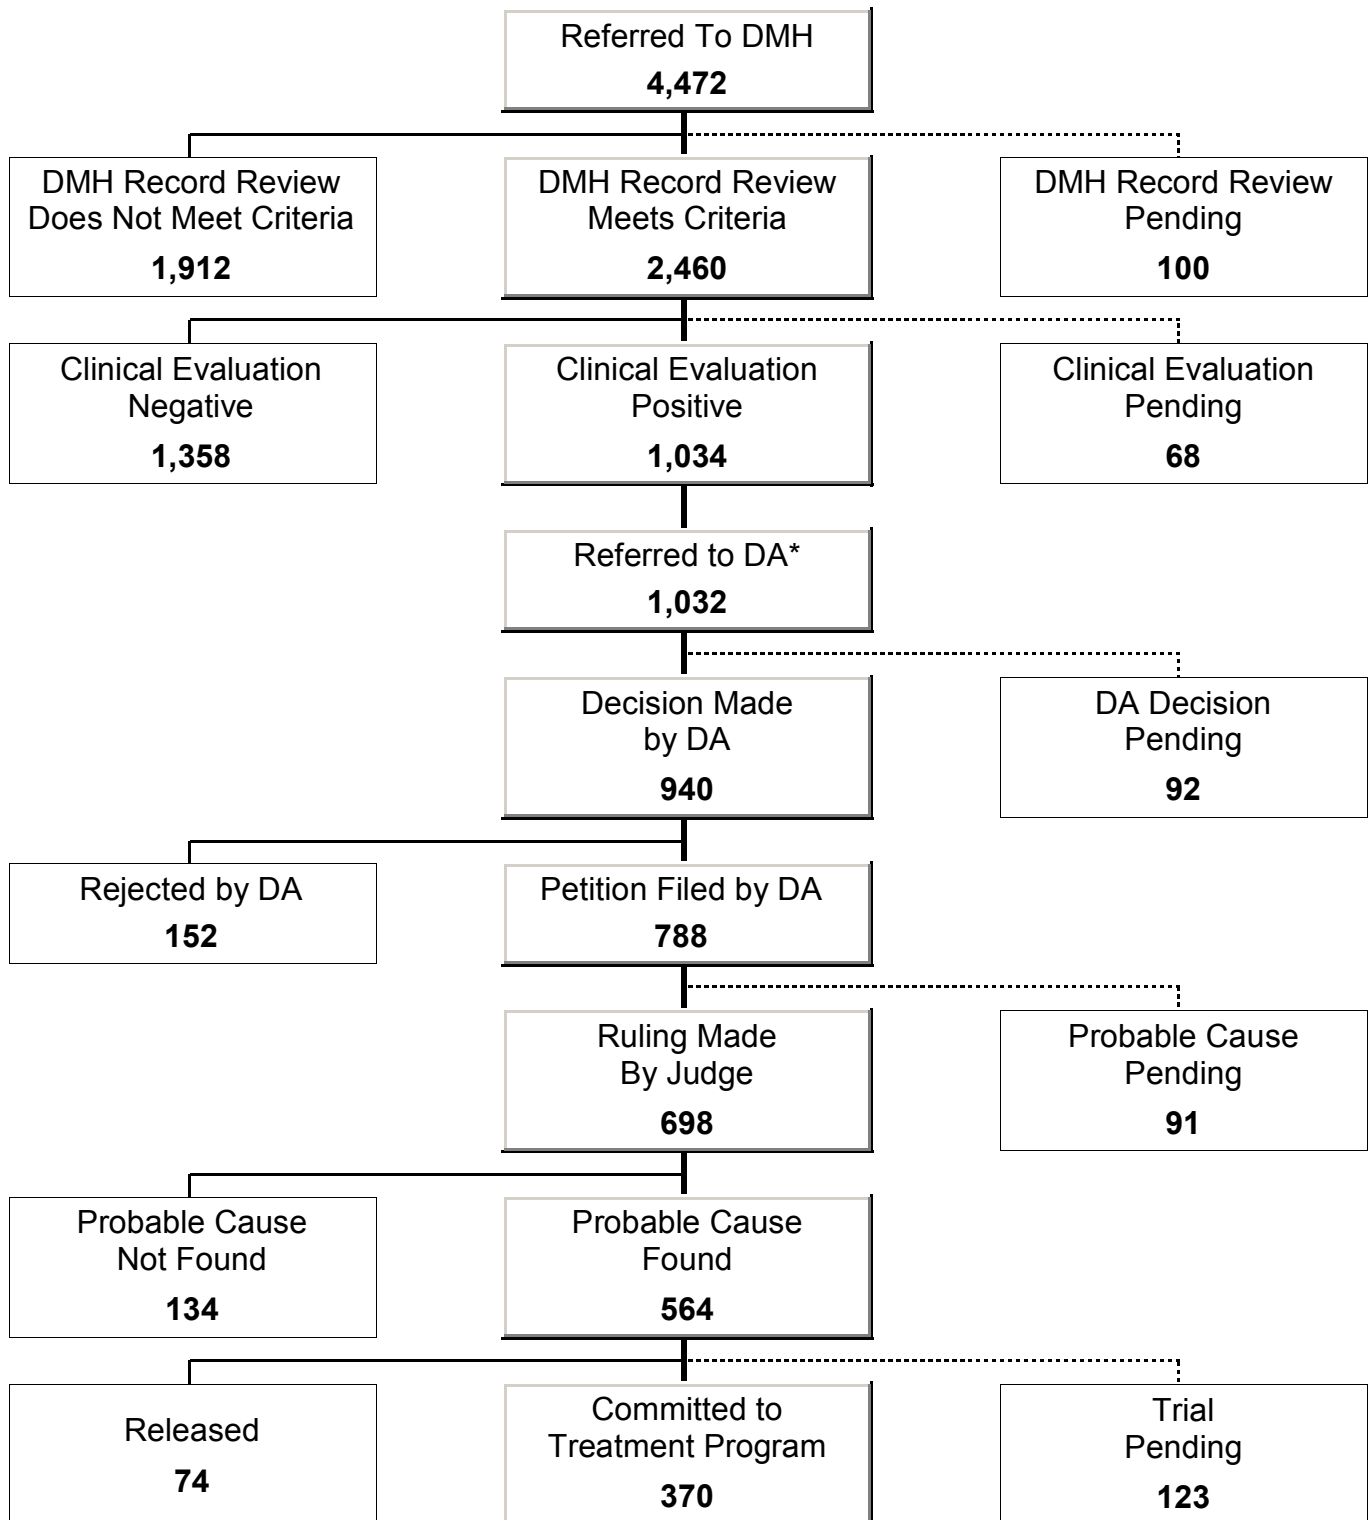 Referred To DMH
4,472
DMH Record Review
Does Not Meet Criteria
1,912
DMH Record Review
Meets Criteria
2,460
DMH Record Review
Pending
100
Clinical Evaluation
Negative
1,358
Clinical Evaluation
Positive
1,034
Clinical Evaluation
Pending
68
Referred to DA*
1,032
Decision Made
by DA
940
DA Decision
Pending
92
Rejected by DA
152
Petition Filed by DA
788
Ruling Made
By Judge
698
Probable Cause
Pending
91
Probable Cause
Not Found
134
Probable Cause
Found
564
Released
74
Committed to
Treatment Program
370
Trial
Pending
123